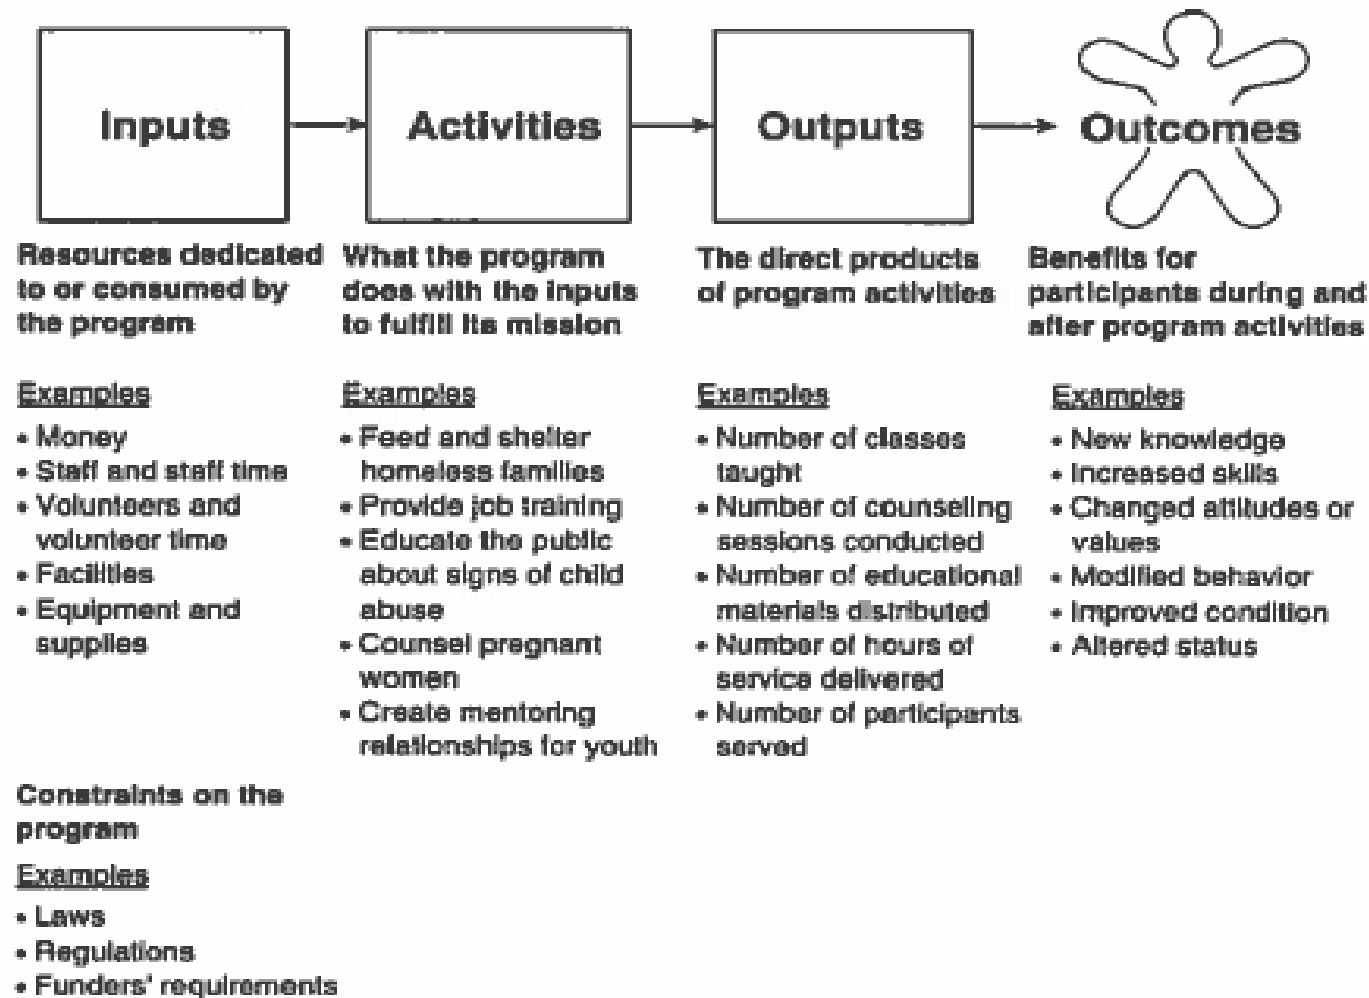 Inputs
Activities
Outputs
Outcomes
Resources dedicated
to or consumed by
the program
What the program
does with the inputs
to fulfill its mission
The direct products
of program activities
Benefits for
participants during and
after program activities
Examples
• Money
• Staff and staff time
• Volunteers and
volunteer time
• Facilities
• Equipment and
supplies
Examples
• Feed and shelter
homeless families
• Provide job training
• Educate the public
about signs of child
abuse
• Counsel pregnant
women
• Create mentoring
relationships for youth
Examples
• Number of classes
taught
• Number of counseling
sessions conducted
• Number of educational
materials distributed
• Number of hours of
service delivered
• Number of participants
served
Examples
• New knowledge
• Increased skills
• Changed attitudes or
values
• Modified behavior
• Improved condition
• Altered status
Constraints on the
program
Examples
• Laws
• Regulations
• Funders' requirements